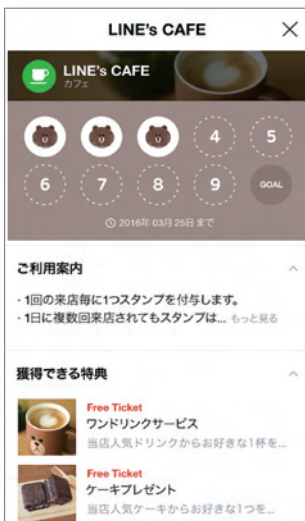 LINE's CAFE
LINE's CAFE
カフェ
4 5
6 7 8 9 GOAL
2016年 03月 25日 まで
ご利用案内
・1回の来店毎に1つスタンプを付与します。
・1日に複数回来店されてもスタンプは... もっと見る
獲得できる特典
Free Ticket
ワンドリンクサービス
当店人気ドリンクからお好きな1杯を...
Free Ticket
ケーキプレゼント
当店人気ケーキからお好きな1つを...